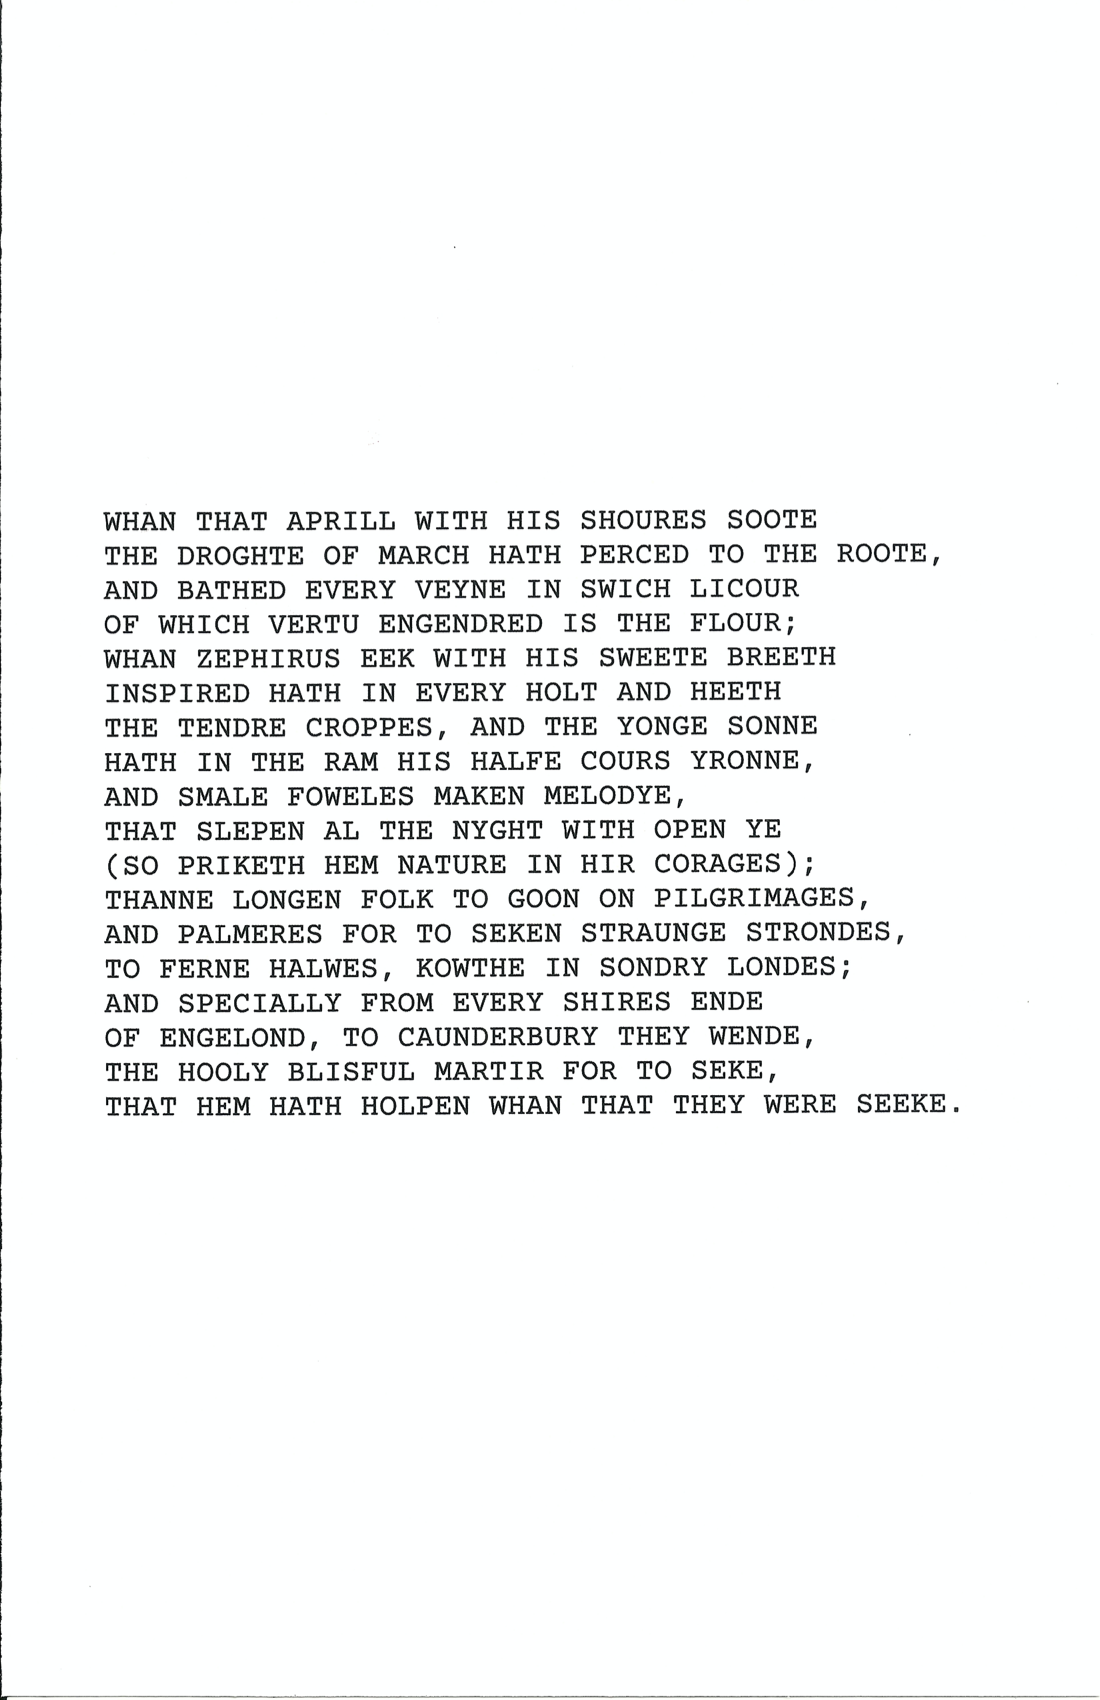 WHAN THAT APRILL WITH HIS SHOURES SOOTE
THE DROGHTE OF MARCH HATH PERCED TO THE ROOTE,
AND BATHED EVERY VEYNE IN SWICH LICOUR
OF WHICH VERTU ENGENDRED IS THE FLOUR;
WHAN ZEPHIRUS EEK WITH HIS SWEETE BREETH
INSPIRED HATH IN EVERY HOLT AND HEETH
THE TENDRE CROPPES, AND THE YONGE SONNE
HATH IN THE RAM HIS HALFE COURS YRONNE,
AND SMALE FOWELES MAKEN MELODYE,
THAT SLEPEN AL THE NYGHT WITH OPEN YE
(SO PRIKETH HEM NATURE IN HIR CORAGES);
THANNE LONGEN FOLK TO GOON ON PILGRIMAGES,
AND PALMERES FOR TO SEKEN STRAUNGE STRONDES,
TO FERNE HALWES, KOWTHE IN SONDRY LONDES;
AND SPECIALLY FROM EVERY SHIRES ENDE
OF ENGELOND, TO CAUNDERBURY THEY WENDE,
THE HOOLY BLISFUL MARTIR FOR TO SEKE,
THAT HEM HATH HOLPEN WHAN THAT THEY WERE SEEKE.